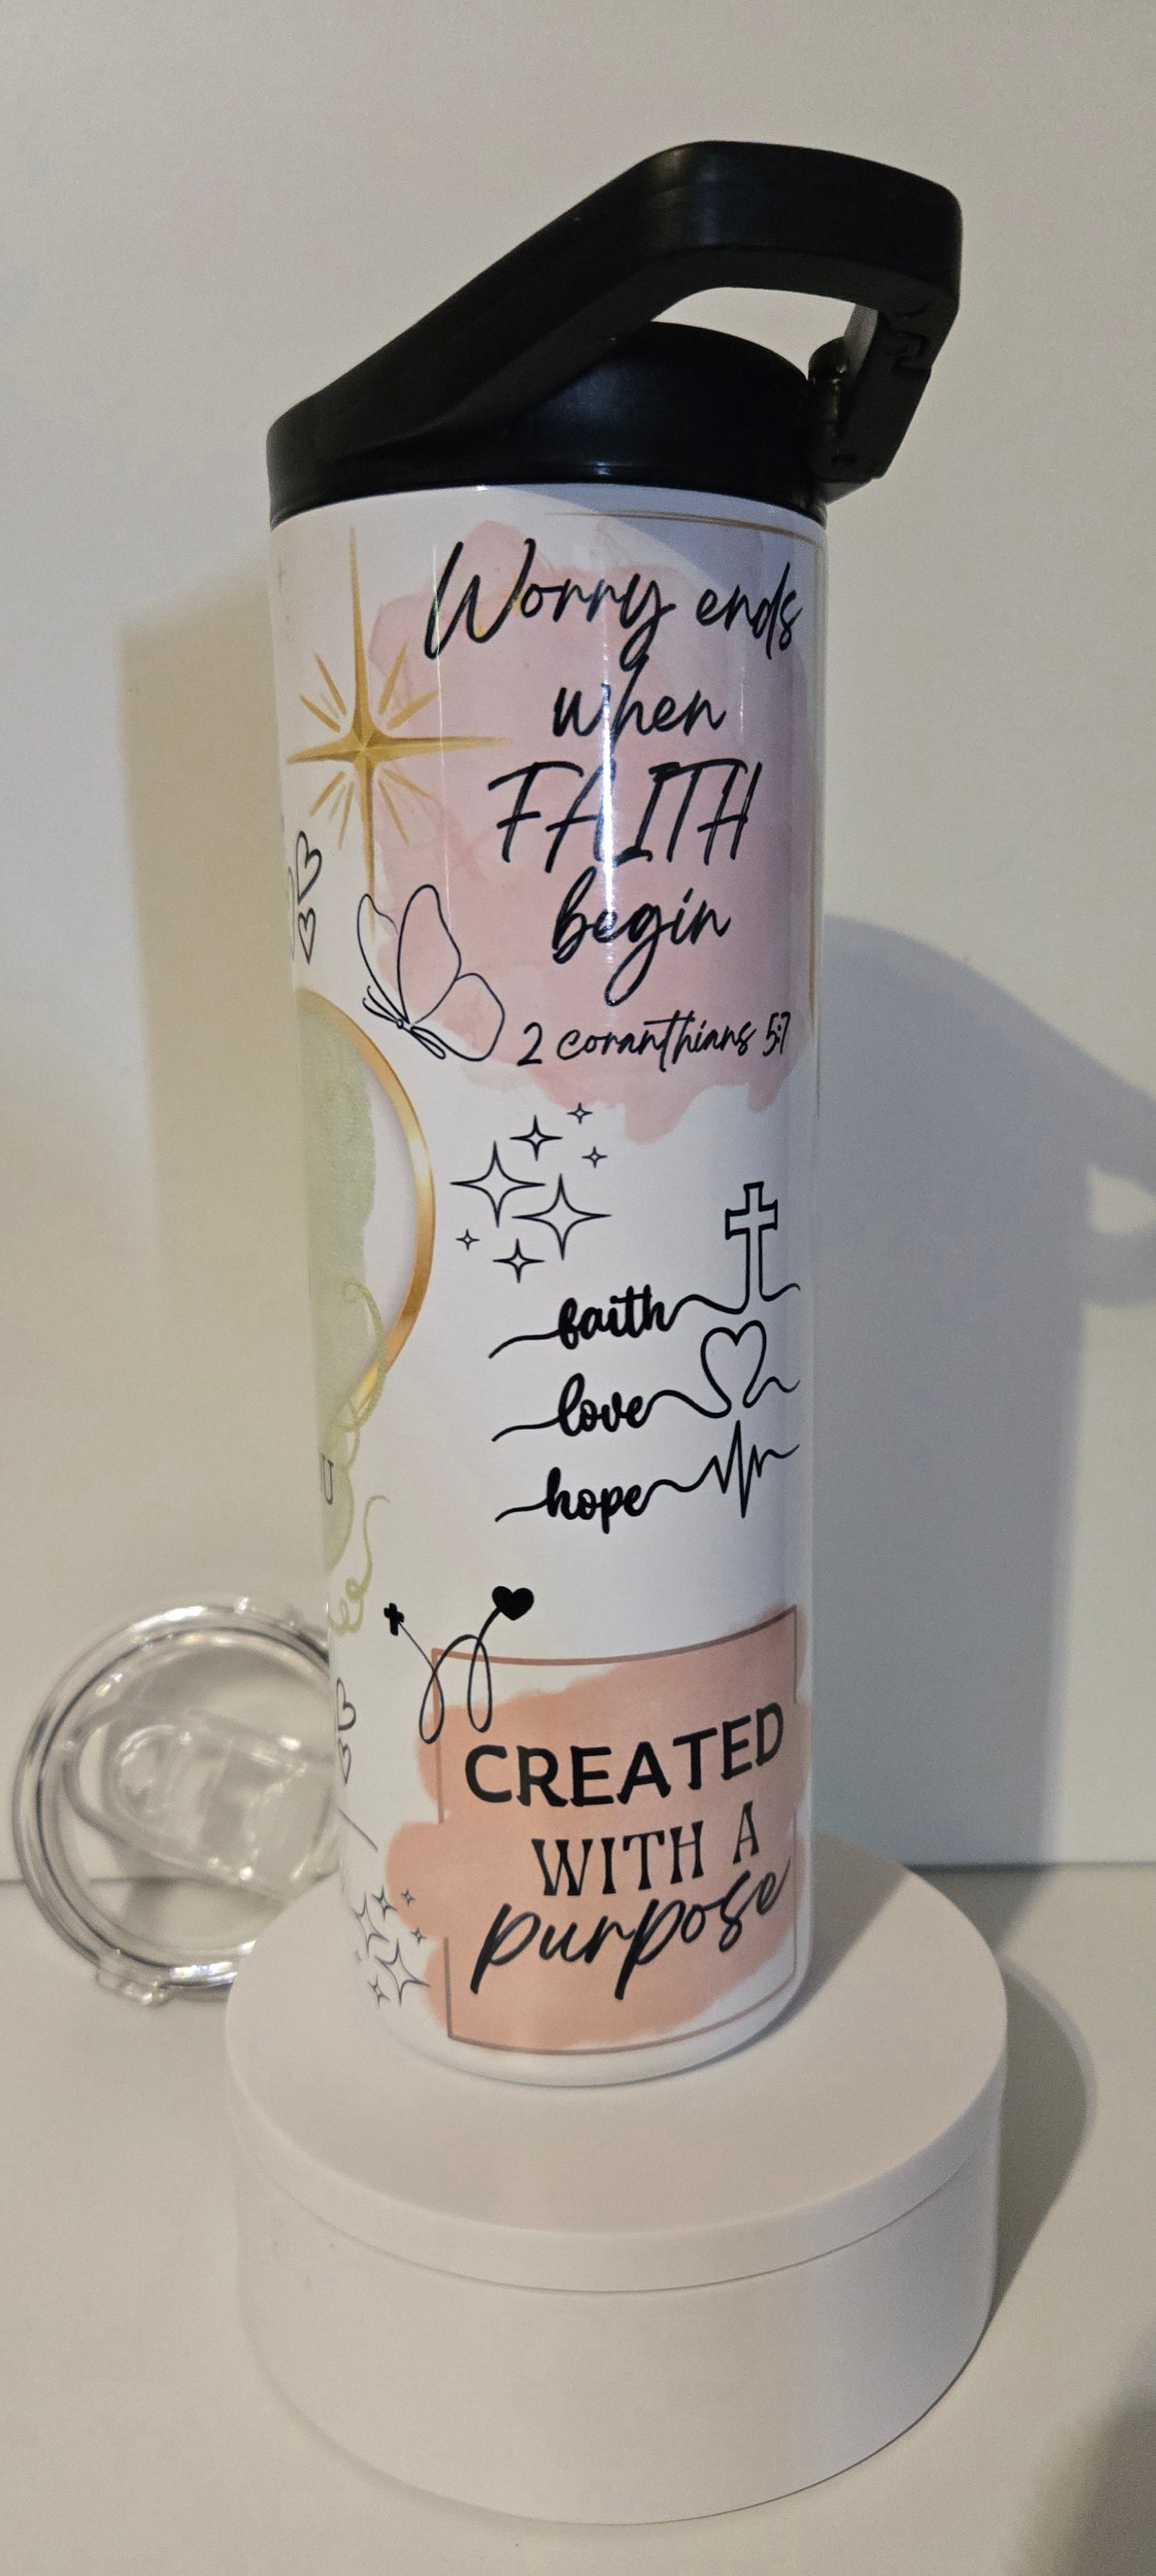 Worry ends
when
FAITH
begin
2 coranthians 5:7
faith
love
hope
CREATED
WITH A
purpose